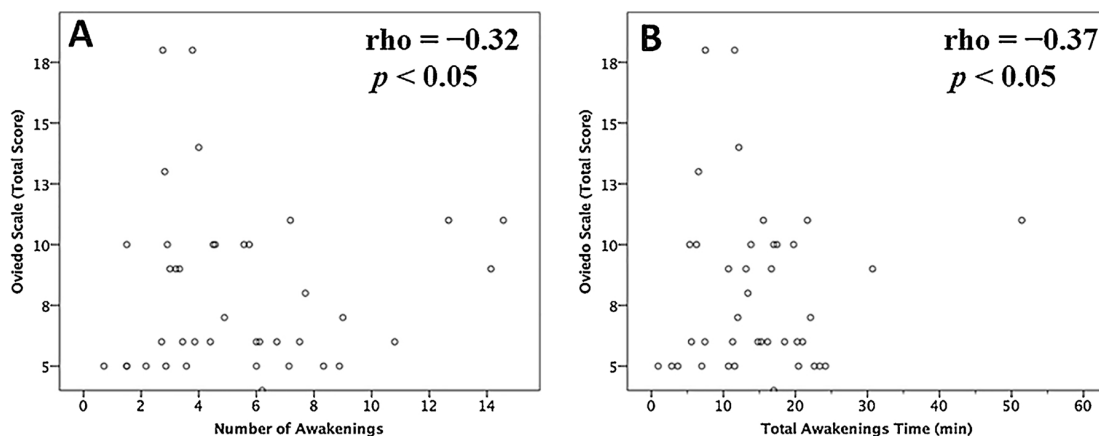 A
rho = −0.32
p < 0.05
Oviedo Scale (Total Score)
18
15
13
10
8
5
0 2 4 6 8 10 12 14
Number of Awakenings
B
rho = −0.37
p < 0.05
Oviedo Scale (Total Score)
18
15
13
10
8
5
0 10 20 30 40 50 60
Total Awakenings Time (min)